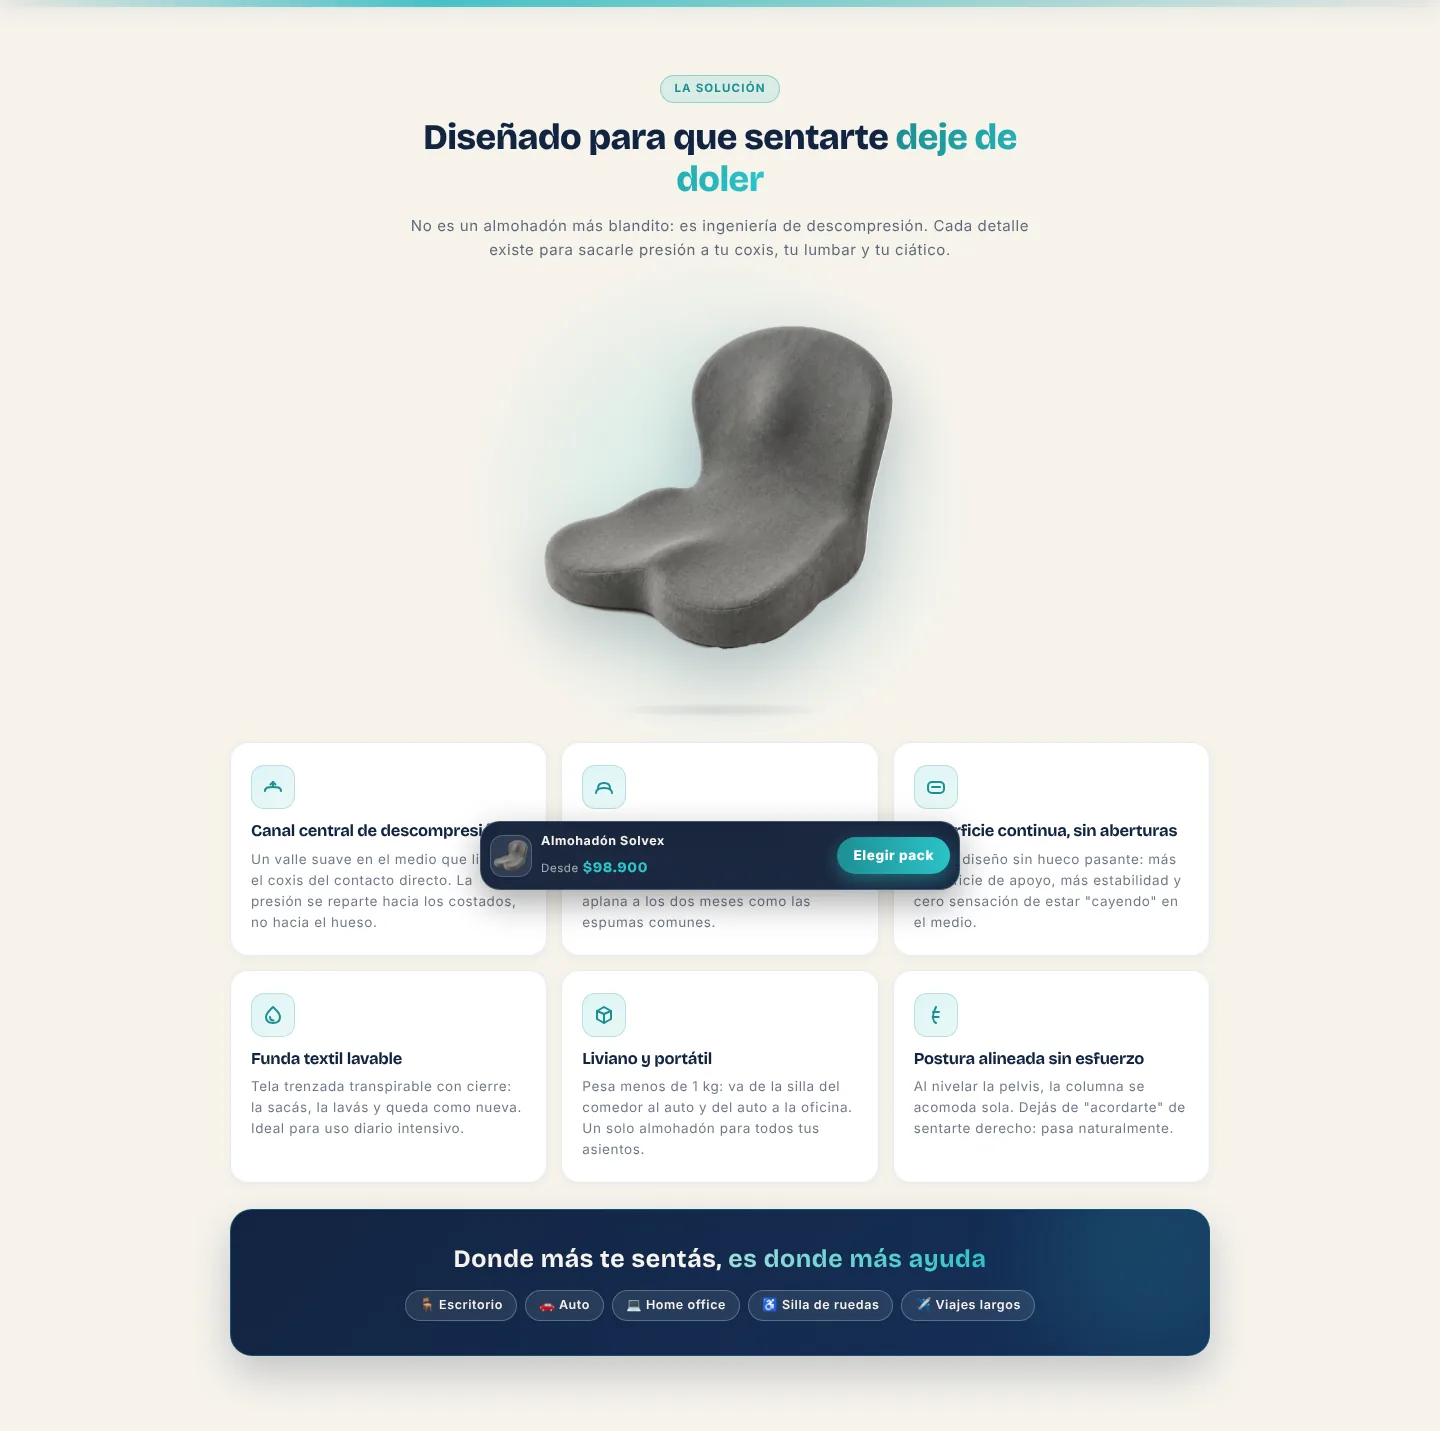 LA SOLUCIÓN
Diseñado para que sentarte deje de
doler
No es un almohadón más blandito: es ingeniería de descompresión. Cada detalle
existe para sacarle presión a tu coxis, tu lumbar y tu ciático.
Canal central de
Un valle suave en el medio que
el coxis del contacto directo. La
presión se reparte hacia los costados,
no hacia el hueso.
Almohadón Solvex
Desde $98.900
Elegir pack
aplana a los dos meses como las
espumas comunes.
continua, sin aberturas
diseño sin hueco pasante: más
de apoyo, más estabilidad y
cero sensación de estar "cayendo" en
el medio.
Funda textil lavable
Tela trenzada transpirable con cierre:
la sacás, la lavás y queda como nueva.
Ideal para uso diario intensivo.
Liviano y portátil
Pesa menos de 1 kg: va de la silla del
comedor al auto y del auto a la oficina.
Un solo almohadón para todos tus
asientos.
Postura alineada sin esfuerzo
Al nivelar la pelvis, la columna se
acomoda sola. Dejás de "acordarte" de
sentarte derecho: pasa naturalmente.
Donde más te sentás, es donde más ayuda
Escritorio
Auto
Home office
Silla de ruedas
Viajes largos